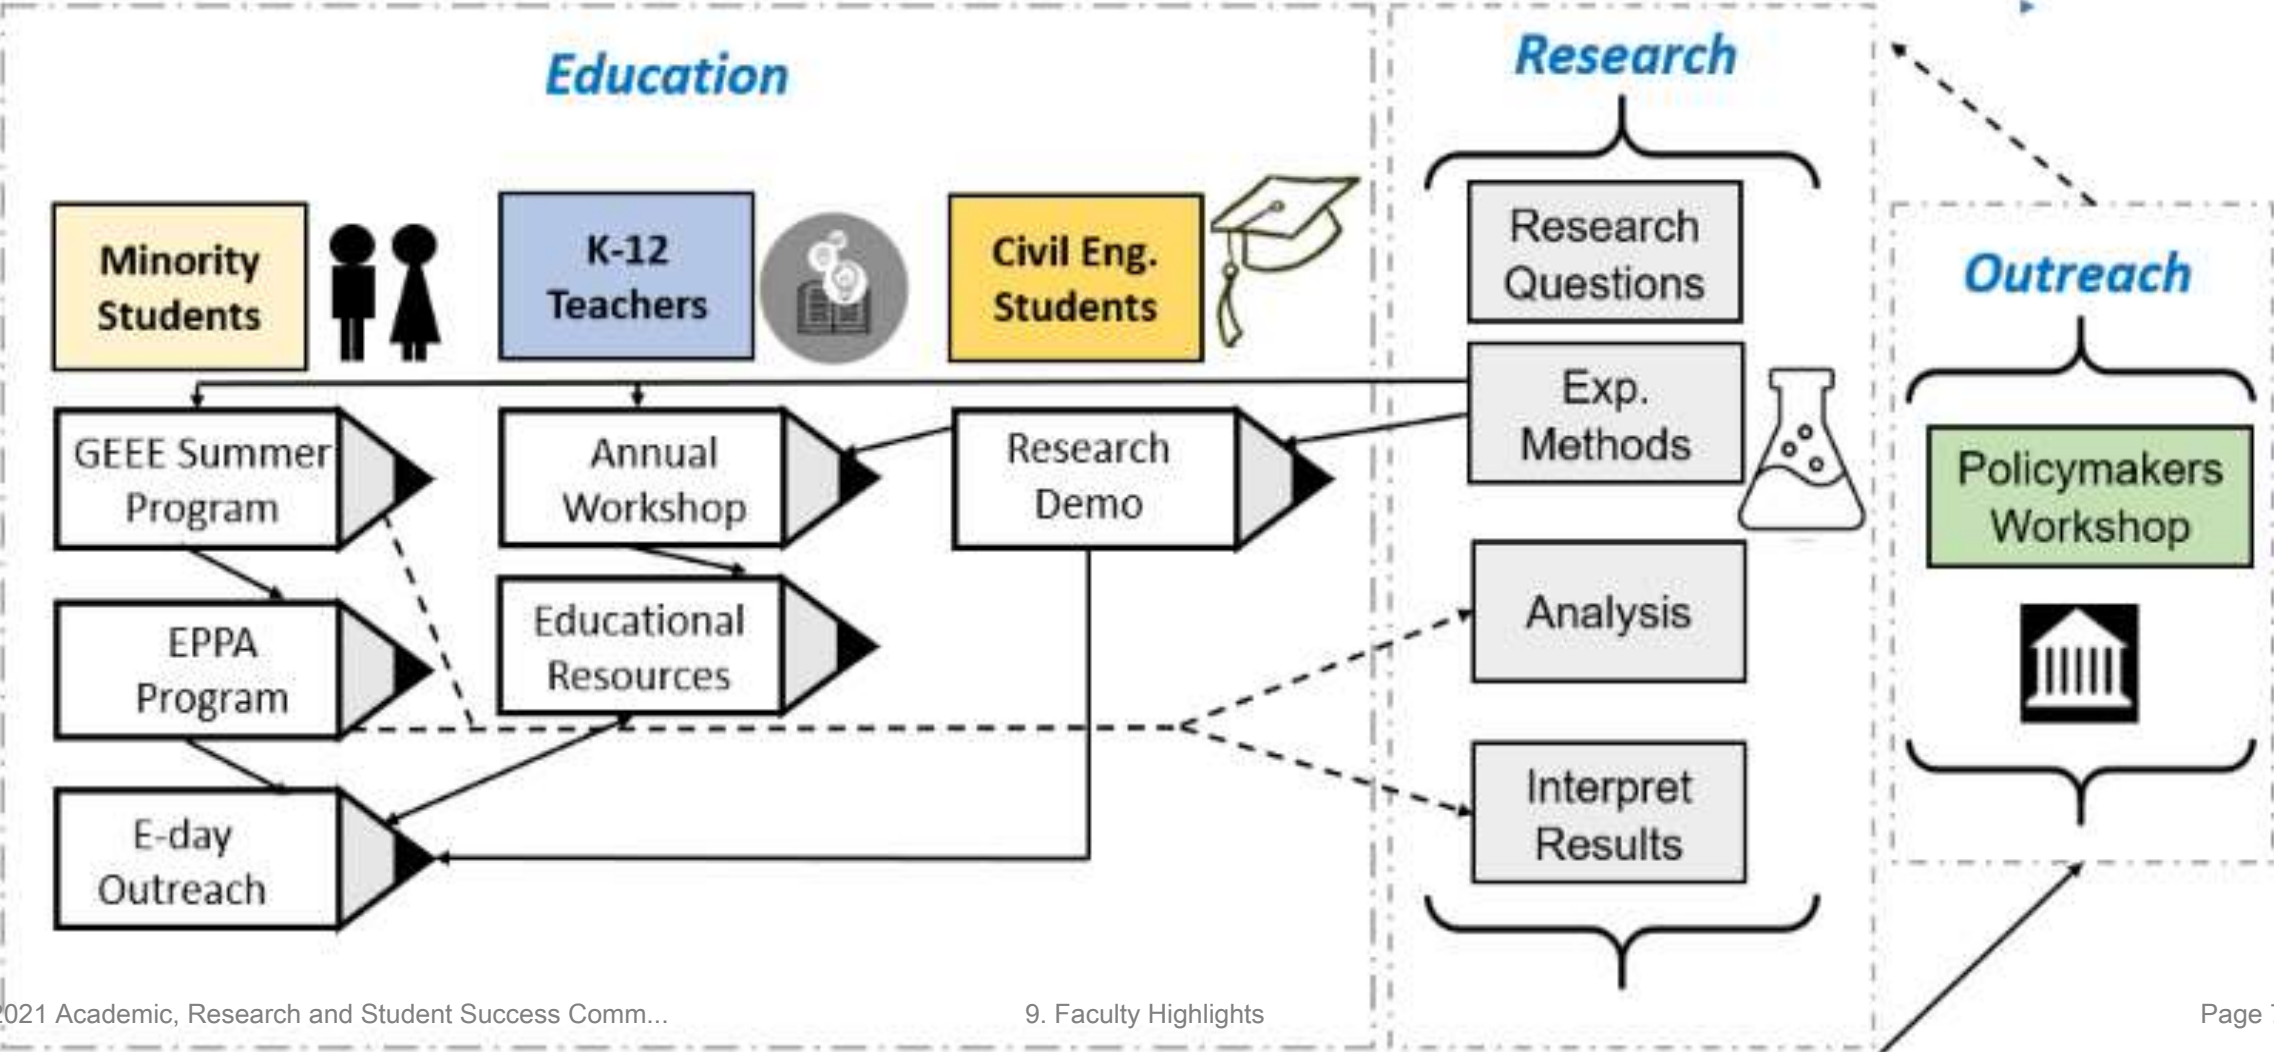 Education
Minority
Students
K-12
Teachers
Civil Eng.
Students
GEEE Summer
Program
Annual
Workshop
Research
Demo
EPPA
Program
Educational
Resources
E-day
Outreach
Research
Research
Questions
Exp.
Methods
Analysis
Interpret
Results
Outreach
Policymakers
Workshop
2021 Academic, Research and Student Success Comm...
9. Faculty Highlights
Page